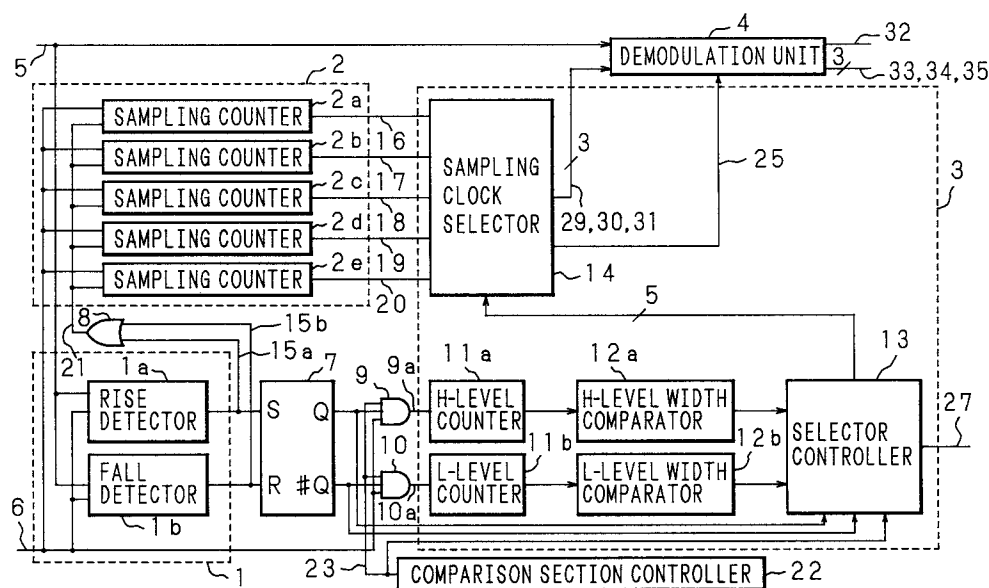 4
32
DEMODULATION UNIT
3
33,34,35
5
2
SAMPLING COUNTER
2a
16
SAMPLING COUNTER
2b
17
SAMPLING COUNTER
2c
18
SAMPLING COUNTER
2d
19
SAMPLING COUNTER
2e
20
SAMPLING
CLOCK
SELECTOR
3
29,30,31
25
3
14
5
8
15b
15a
21
1a
7
9
9a
11a
12a
13
RISE
DETECTOR
S
Q
H-LEVEL
COUNTER
H-LEVEL WIDTH
COMPARATOR
SELECTOR
CONTROLLER
27
FALL
DETECTOR
R
#Q
10
10a
11b
L-LEVEL
COUNTER
L-LEVEL WIDTH
COMPARATOR
12b
1b
6
1
23
COMPARISON SECTION CONTROLLER
22